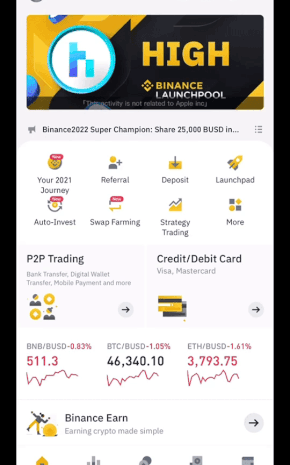 HIGH
BINANCE
LAUNCHPOOL
「This activity is not related to Apple Inc」
Binance2022 Super Champion: Share 25,000 BUSD in...
New
Your 2021
Journey
Referral
Deposit
Launchpad
New
Auto-Invest
New
Swap Farming
Strategy
Trading
More
P2P Trading
Bank Transfer, Digital Wallet
Transfer, Mobile Payment and more
Credit/Debit Card
Visa, Mastercard
BNB/BUSD-0.83%
511.3
BTC/BUSD-1.05%
46,340.10
ETH/BUSD-1.61%
3,793.75
Binance Earn
Earning crypto made simple